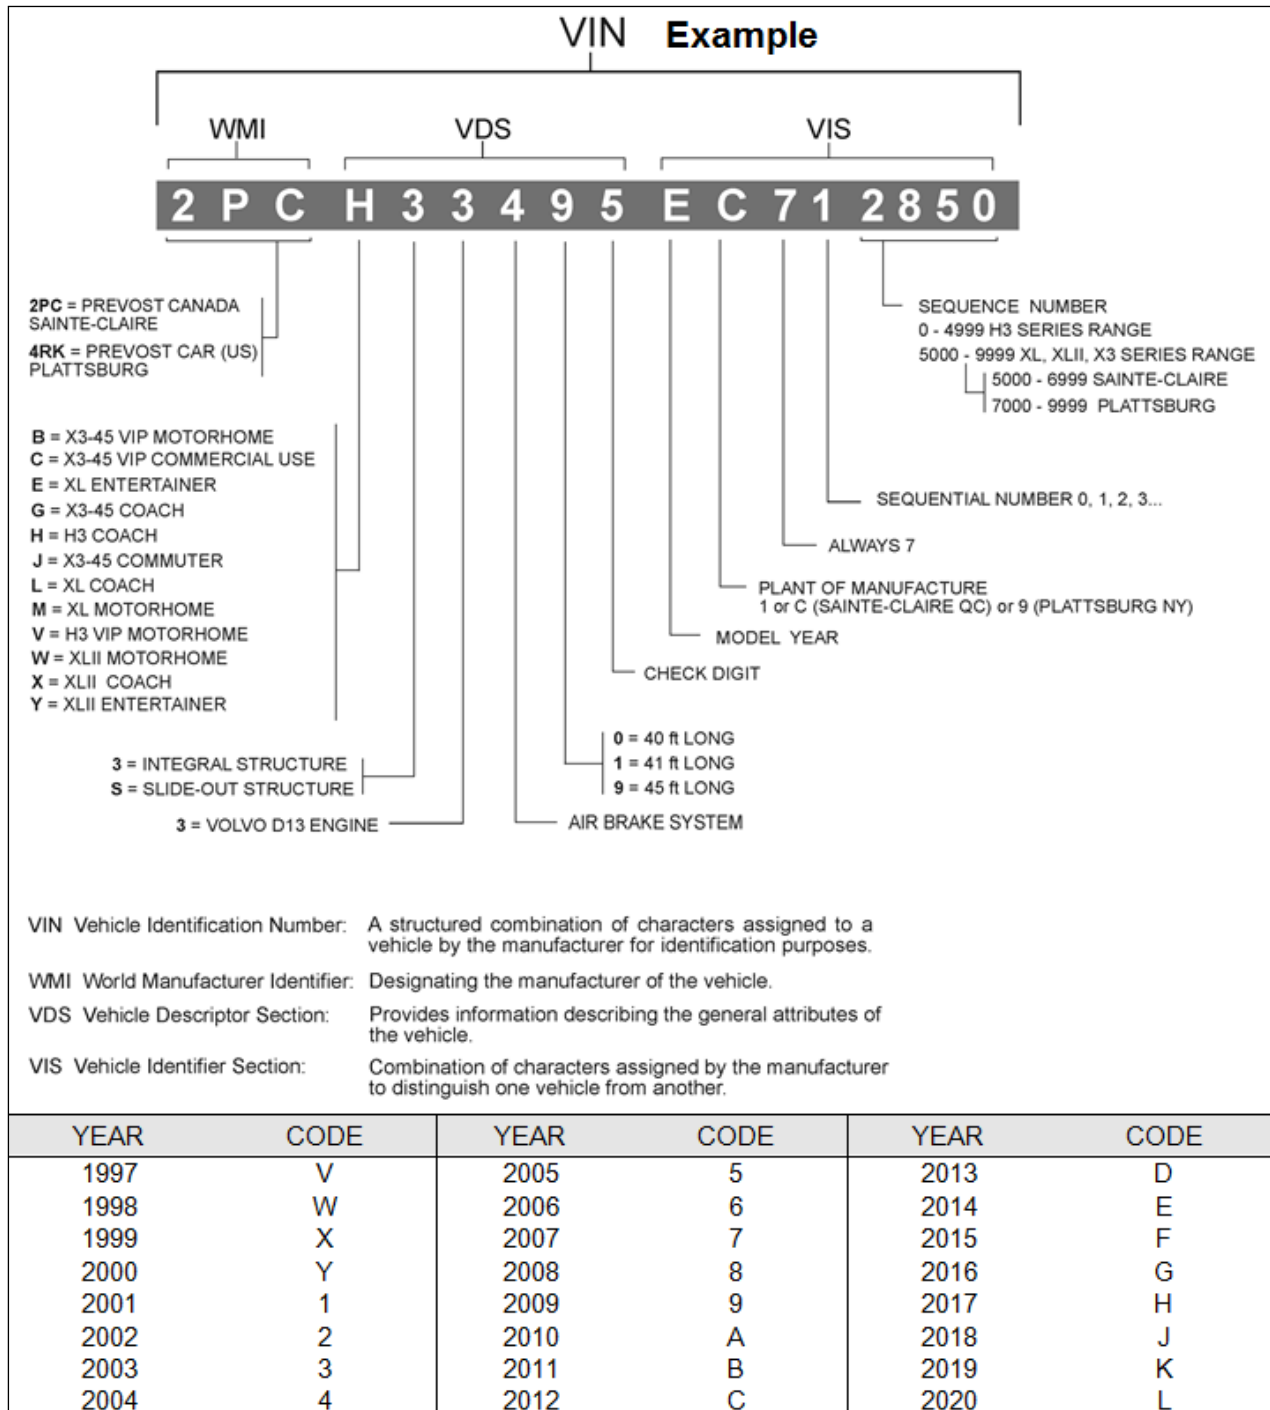 VIN Example
WMI VDS VIS
2 P C H 3 3 4 9 5 E C 7 1 2 8 5 0
2PC = PREVOST CANADA
SAINTE-CLAIRE
4RK = PREVOST CAR (US)
PLATTSBURG
SEQUENCE NUMBER
0 - 4999 H3 SERIES RANGE
5000 - 9999 XL, XLII, X3 SERIES RANGE
5000 - 6999 SAINTE-CLAIRE
7000 - 9999 PLATTSBURG
B = X3-45 VIP MOTORHOME
C = X3-45 VIP COMMERCIAL USE
E = XL ENTERTAINER
G = X3-45 COACH
H = H3 COACH
J = X3-45 COMMUTER
L = XL COACH
M = XL MOTORHOME
V = H3 VIP MOTORHOME
W = XLII MOTORHOME
X = XLII COACH
Y = XLII ENTERTAINER
SEQUENTIAL NUMBER 0, 1, 2, 3...
ALWAYS 7
PLANT OF MANUFACTURE
1 or C (SAINTE-CLAIRE QC) or 9 (PLATTSBURG NY)
MODEL YEAR
CHECK DIGIT
0 = 40 ft LONG
1 = 41 ft LONG
9 = 45 ft LONG
3 = INTEGRAL STRUCTURE
S = SLIDE-OUT STRUCTURE
3 = VOLVO D13 ENGINE
AIR BRAKE SYSTEM
VIN Vehicle Identification Number: A structured combination of characters assigned to a
vehicle by the manufacturer for identification purposes.
WMI World Manufacturer Identifier: Designating the manufacturer of the vehicle.
VDS Vehicle Descriptor Section: Provides information describing the general attributes of
the vehicle.
VIS Vehicle Identifier Section: Combination of characters assigned by the manufacturer
to distinguish one vehicle from another.
YEAR CODE YEAR CODE YEAR CODE
1997 V 2005 5 2013 D
1998 W 2006 6 2014 E
1999 X 2007 7 2015 F
2000 Y 2008 8 2016 G
2001 1 2009 9 2017 H
2002 2 2010 A 2018 J
2003 3 2011 B 2019 K
2004 4 2012 C 2020 L